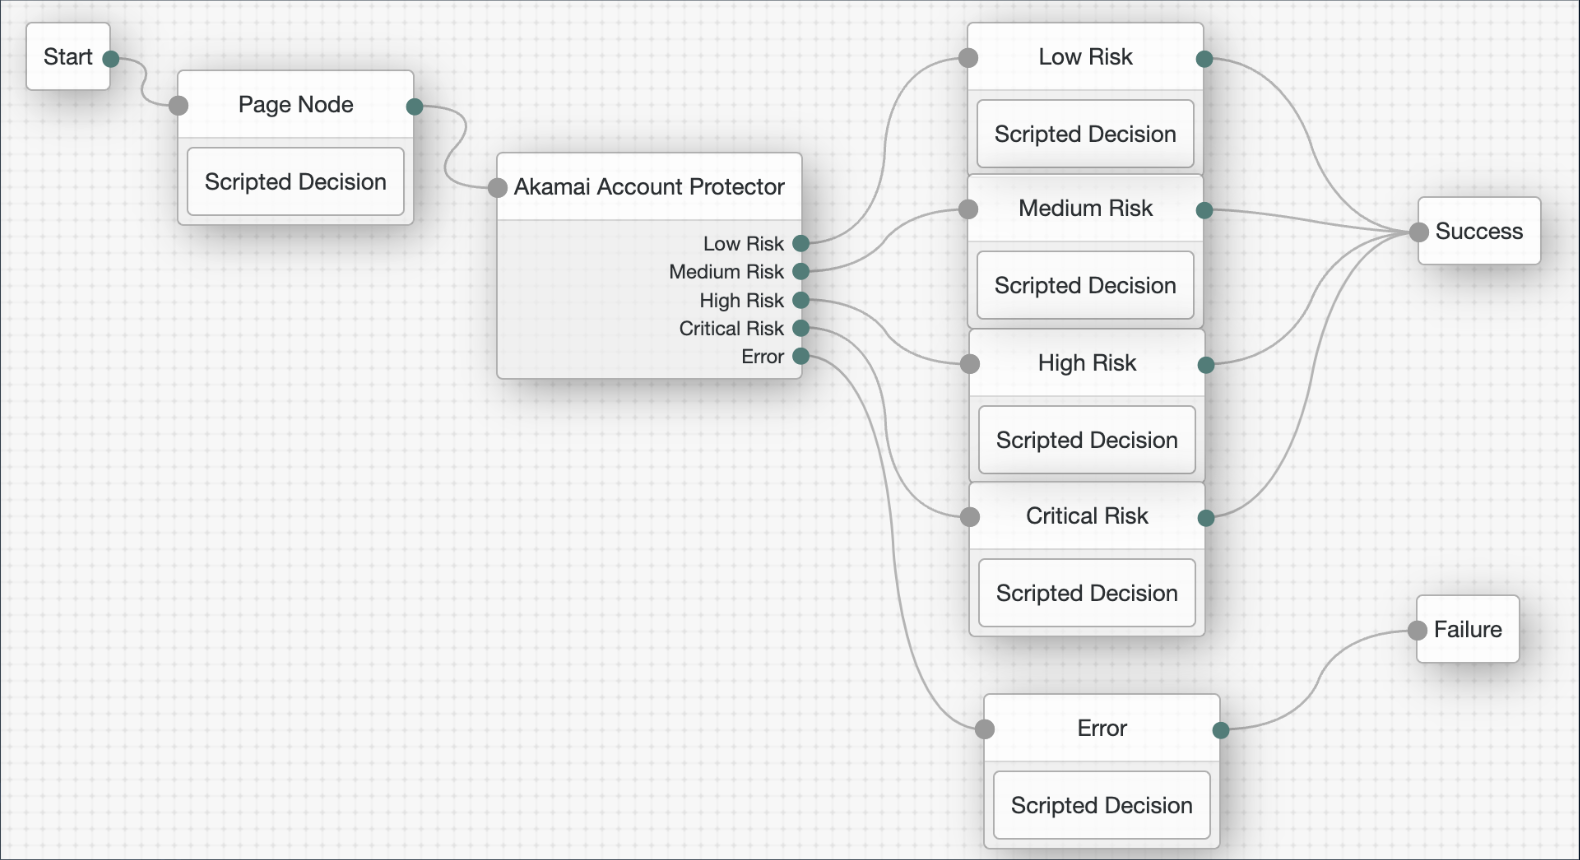 Start
Page Node
Scripted Decision
Akamai Account Protector
Low Risk
Medium Risk
High Risk
Critical Risk
Error
Low Risk
Scripted Decision
Medium Risk
Scripted Decision
High Risk
Scripted Decision
Critical Risk
Scripted Decision
Error
Scripted Decision
Success
Failure